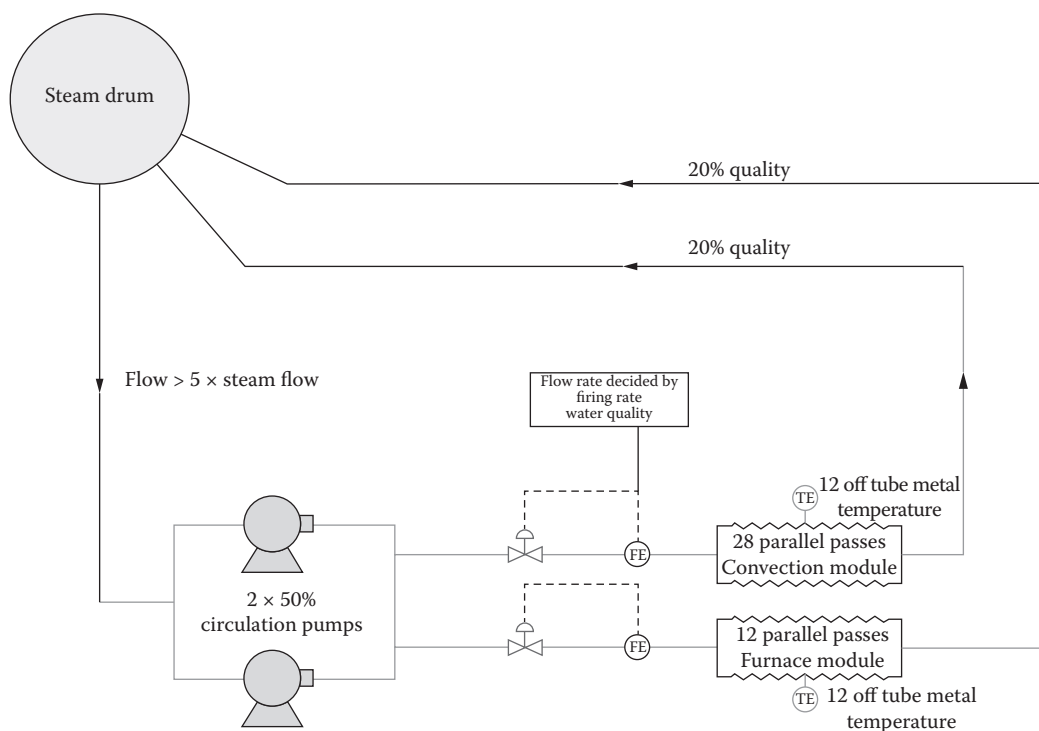 Steam drum
20% quality
20% quality
Flow > 5 × steam flow
Flow rate decided by
firing rate
water quality
TE
12 off tube metal
temperature
FE
28 parallel passes
Convection module
2 × 50%
circulation pumps
FE
12 parallel passes
Furnace module
TE
12 off tube metal
temperature